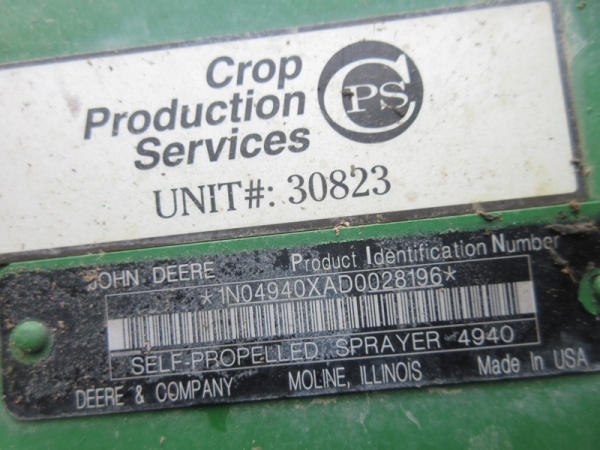 Crop
Production
Services
CPS
UNIT#: 30823
JOHN DEERE Product Identification Number
*1N04940XAD0028196*
SELF-PROPELLED SPRAYER 4940
DEERE & COMPANY MOLINE, ILLINOIS Made In USA